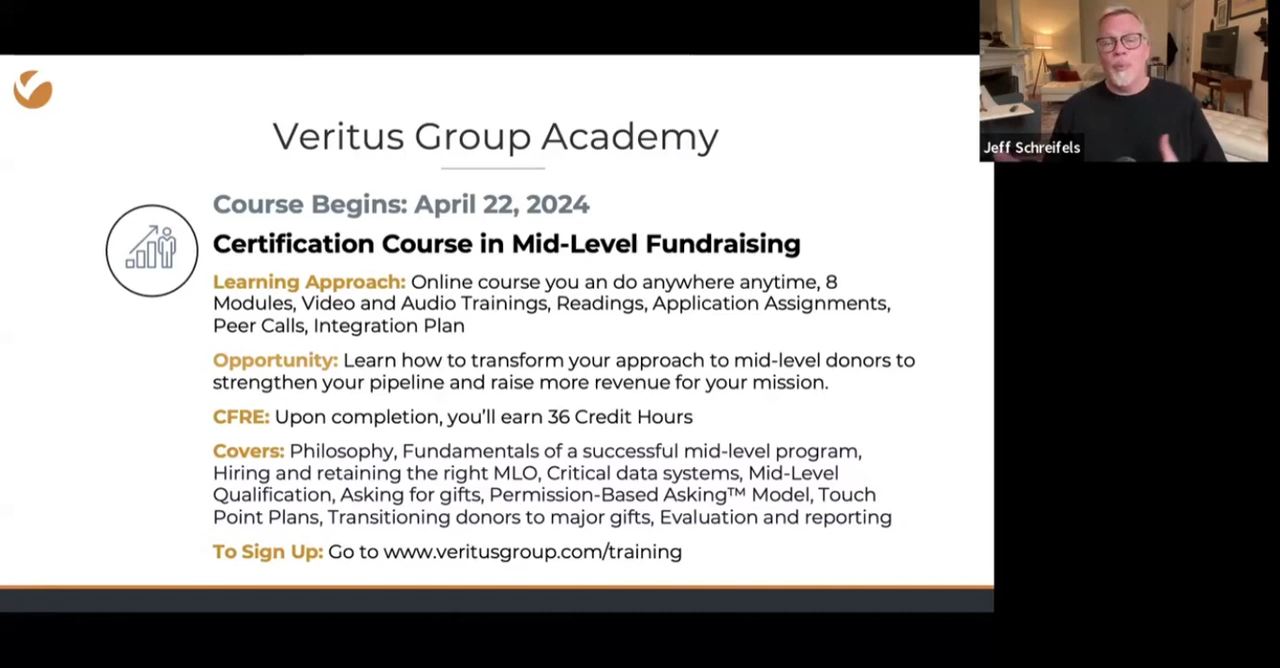 Veritus Group Academy
Course Begins: April 22, 2024
Certification Course in Mid-Level Fundraising
Learning Approach: Online course you an do anywhere anytime, 8
Modules, Video and Audio Trainings, Readings, Application Assignments,
Peer Calls, Integration Plan
Opportunity: Learn how to transform your approach to mid-level donors to
strengthen your pipeline and raise more revenue for your mission.
CFRE: Upon completion, you’ll earn 36 Credit Hours
Covers: Philosophy, Fundamentals of a successful mid-level program,
Hiring and retaining the right MLO, Critical data systems, Mid-Level
Qualification, Asking for gifts, Permission-Based Asking™ Model, Touch
Point Plans, Transitioning donors to major gifts, Evaluation and reporting
To Sign Up: Go to www.veritusgroup.com/training
Jeff Schreifels